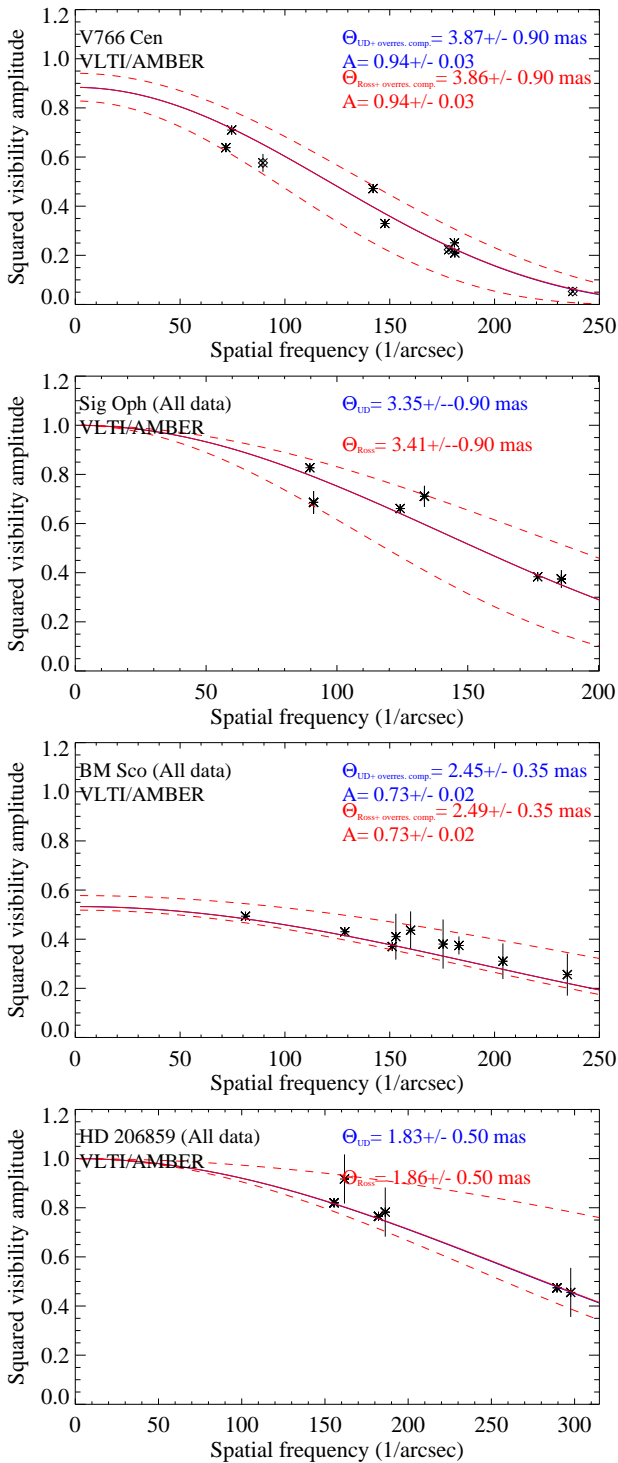 V766 Cen
VLTI/AMBER
Θ_UD+ overres. comp. = 3.87+/- 0.90 mas
A= 0.94+/- 0.03
Θ_Ross+ overres. comp. = 3.86+/- 0.90 mas
A= 0.94+/- 0.03
Squared visibility amplitude
1.2
1.0
0.8
0.6
0.4
0.2
0.0
0 50 100 150 200 250
Spatial frequency (1/arcsec)
Sig Oph (All data)
VLTI/AMBER
Θ_UD= 3.35+/--0.90 mas
Θ_Ross= 3.41+/--0.90 mas
Squared visibility amplitude
1.2
1.0
0.8
0.6
0.4
0.2
0.0
0 50 100 150 200
Spatial frequency (1/arcsec)
BM Sco (All data)
VLTI/AMBER
Θ_UD+ overres. comp. = 2.45+/- 0.35 mas
A= 0.73+/- 0.02
Θ_Ross+ overres. comp. = 2.49+/- 0.35 mas
A= 0.73+/- 0.02
Squared visibility amplitude
1.2
1.0
0.8
0.6
0.4
0.2
0.0
0 50 100 150 200 250
Spatial frequency (1/arcsec)
HD 206859 (All data)
VLTI/AMBER
Θ_UD= 1.83+/- 0.50 mas
Θ_Ross= 1.86+/- 0.50 mas
Squared visibility amplitude
1.2
1.0
0.8
0.6
0.4
0.2
0.0
0 50 100 150 200 250 300
Spatial frequency (1/arcsec)